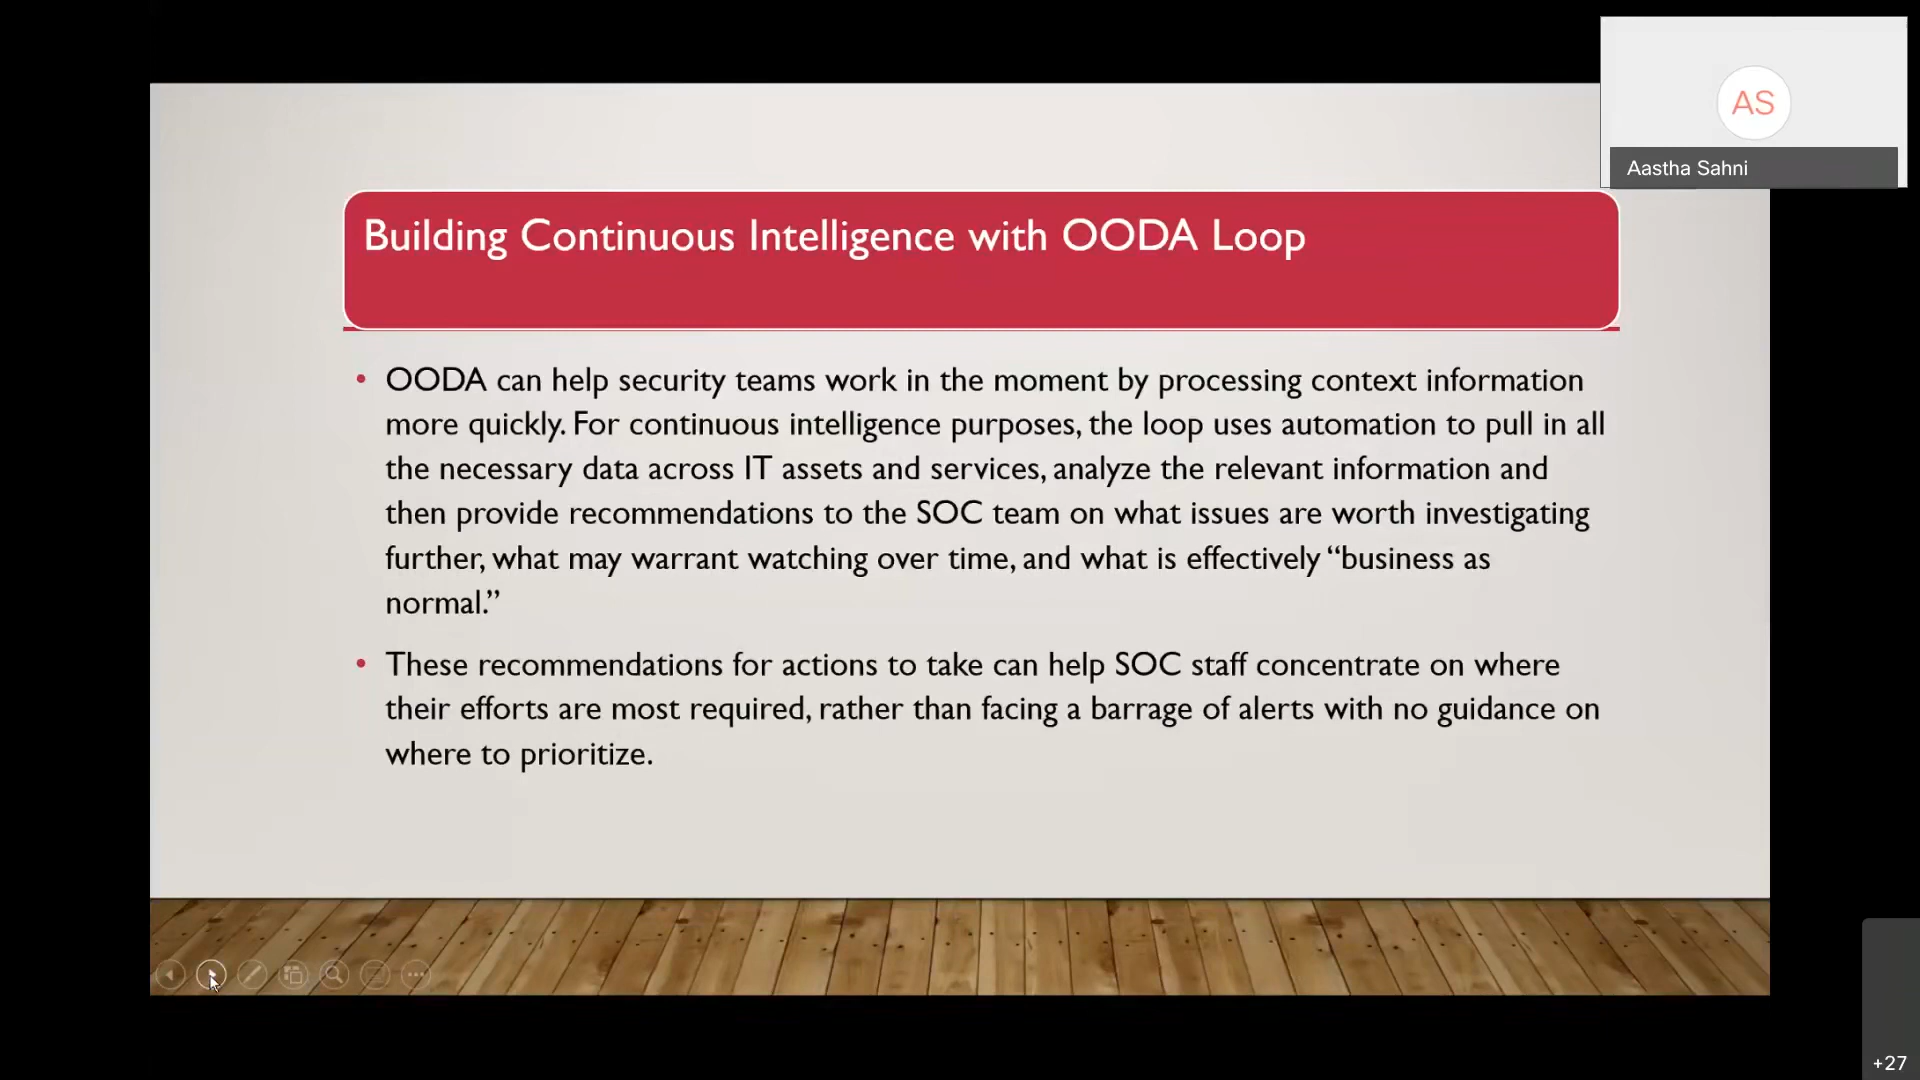 AS
Aastha Sahni
Building Continuous Intelligence with OODA Loop
• OODA can help security teams work in the moment by processing context information
more quickly. For continuous intelligence purposes, the loop uses automation to pull in all
the necessary data across IT assets and services, analyze the relevant information and
then provide recommendations to the SOC team on what issues are worth investigating
further, what may warrant watching over time, and what is effectively “business as
normal.”
• These recommendations for actions to take can help SOC staff concentrate on where
their efforts are most required, rather than facing a barrage of alerts with no guidance on
where to prioritize.
+27